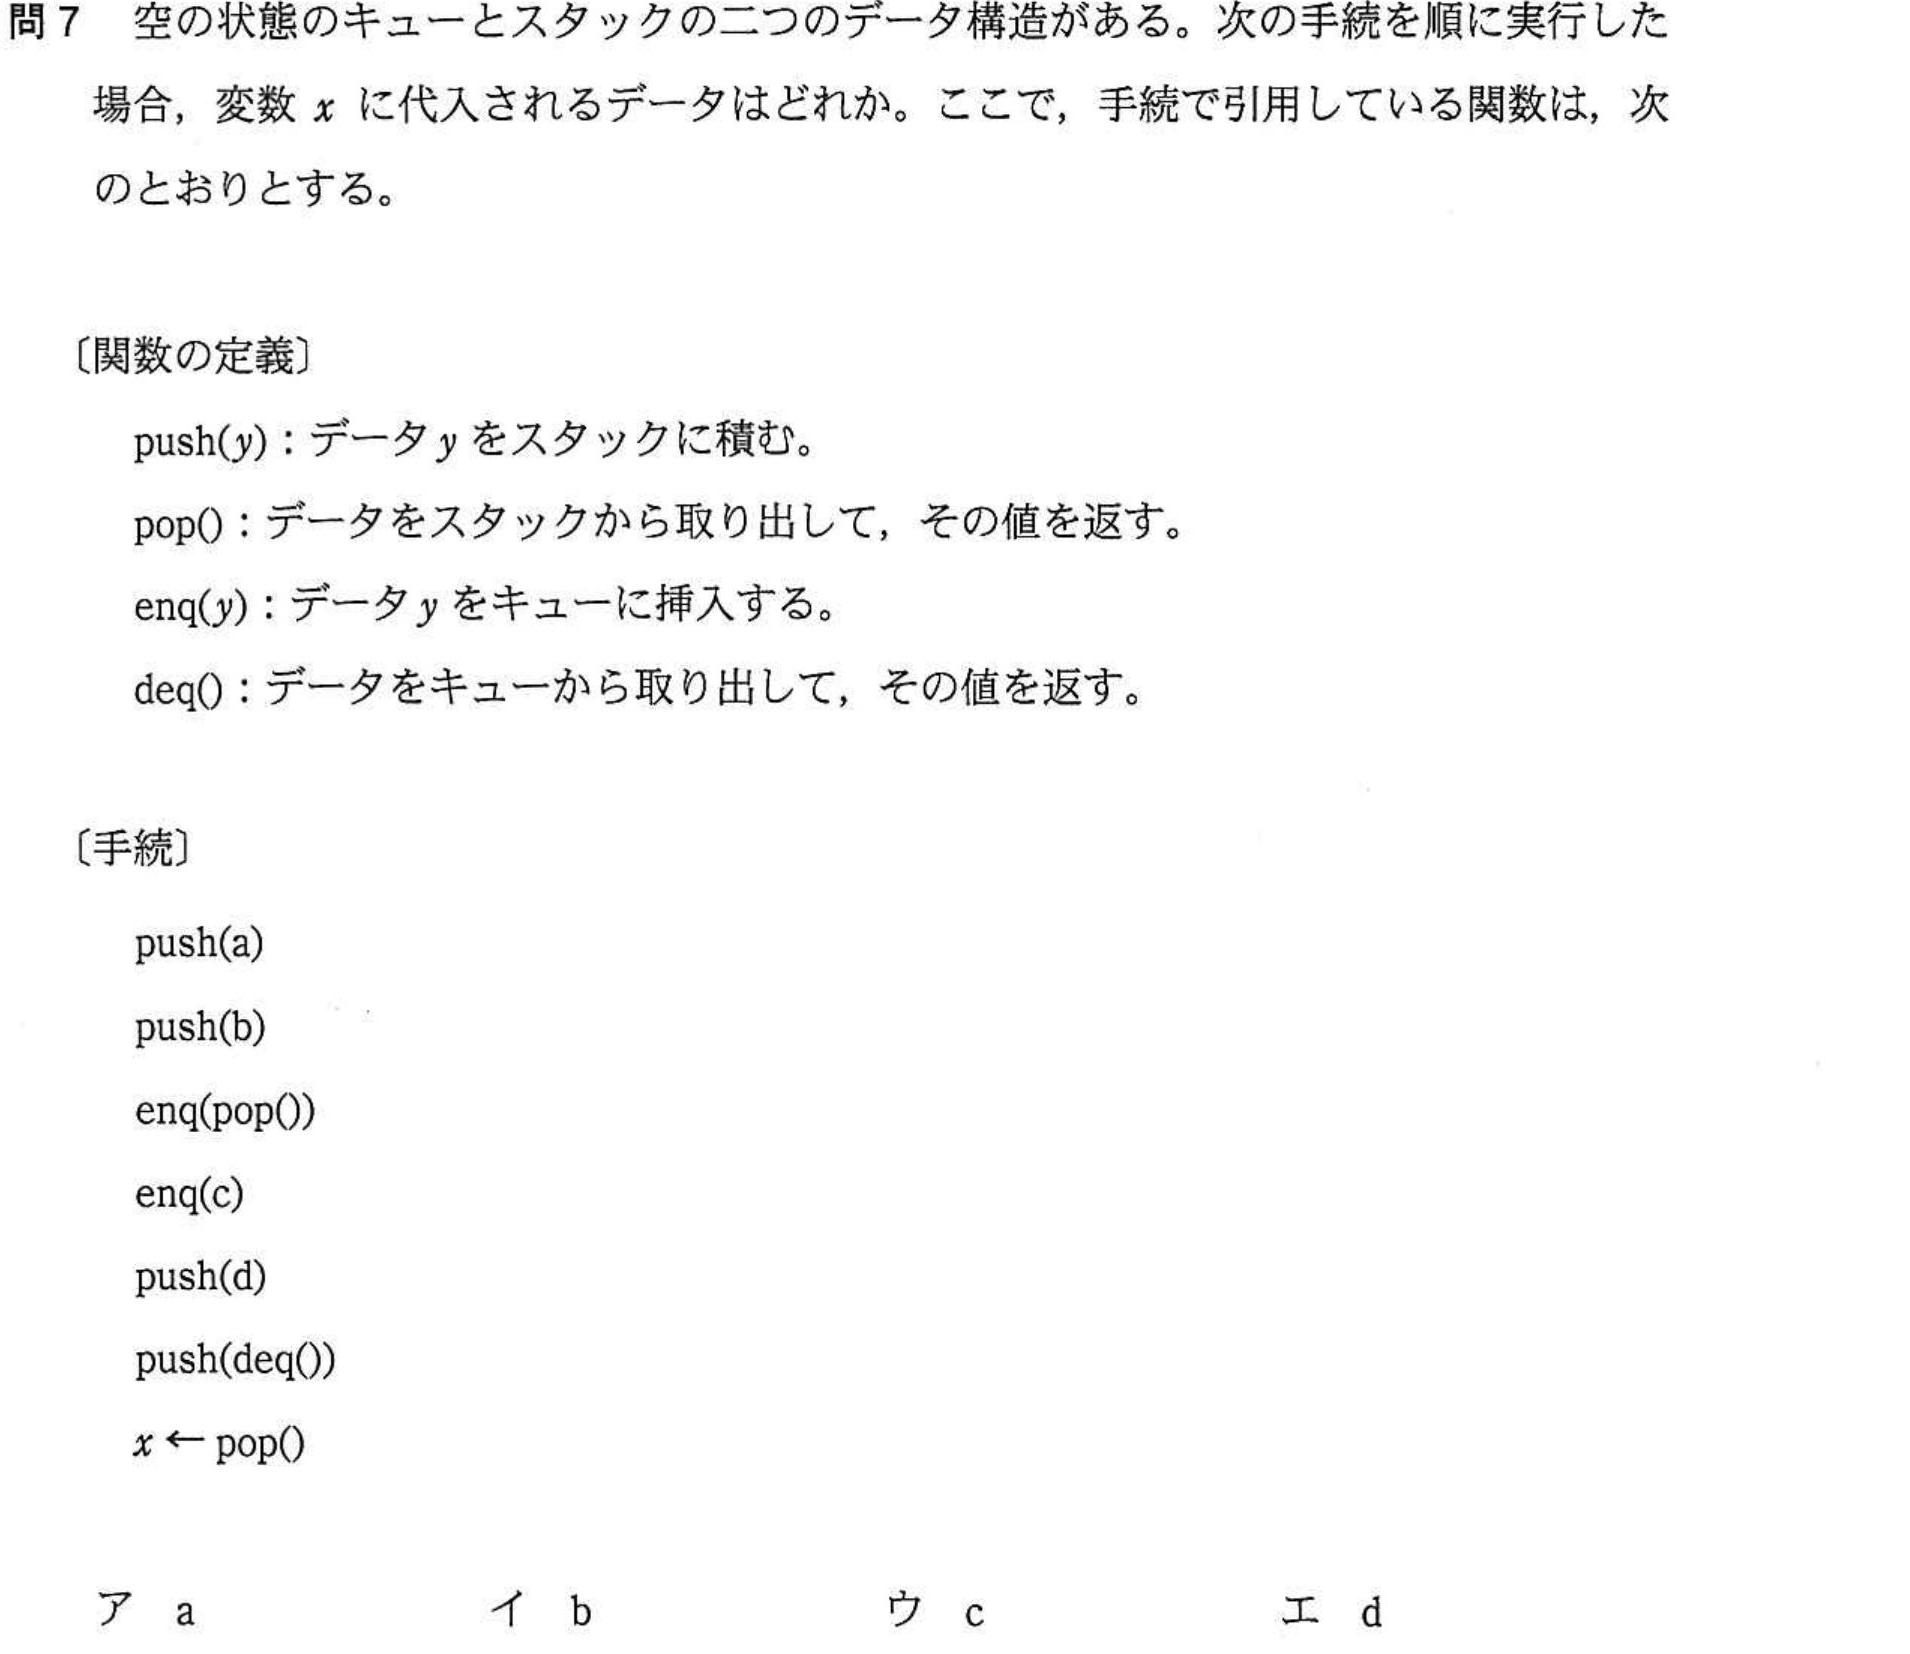 問7 空の状態のキューとスタックの二つのデータ構造がある。次の手続を順に実行した
場合，変数 x に代入されるデータはどれか。ここで，手続で引用している関数は，次
のとおりとする。
〔関数の定義〕
push(y)：データ y をスタックに積む。
pop()：データをスタックから取り出して，その値を返す。
enq(y)：データ y をキューに挿入する。
deq()：データをキューから取り出して，その値を返す。
〔手続〕
push(a)
push(b)
enq(pop())
enq(c)
push(d)
push(deq())
x ← pop()
ア a イ b ウ c エ d